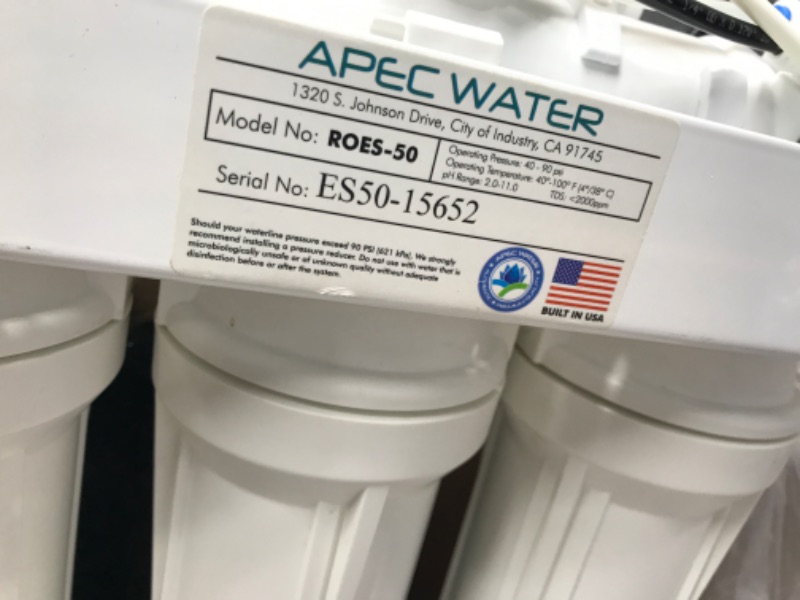 APEC WATER
1320 S. Johnson Drive, City of Industry, CA 91745
Model No: ROES-50
Operating Pressure: 40 - 90 psi
Operating Temperature: 40°-100° F (4°/38° C)
pH Range: 2.0-11.0 TDS: <2000ppm
Serial No: ES50-15652
Should your waterline pressure exceed 90 PSI (621 kPa), We strongly
recommend installing a pressure reducer. Do not use with water that is
microbiologically unsafe or of unknown quality without adequate
disinfection before or after the system.
APEC WATER
BUILT IN USA